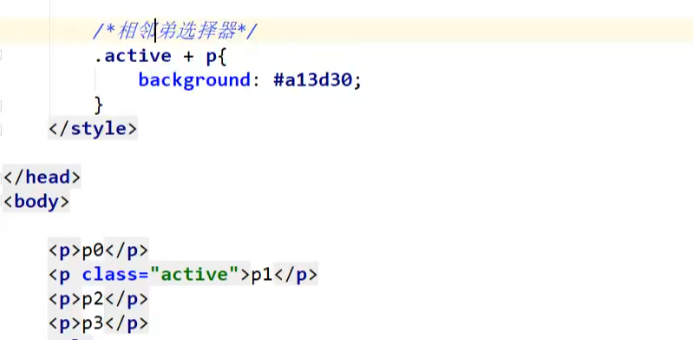 /*相邻弟选择器*/
.active + p{
background: #a13d30;
}
</style>
</head>
<body>
<p>p0</p>
<p class="active">p1</p>
<p>p2</p>
<p>p3</p>